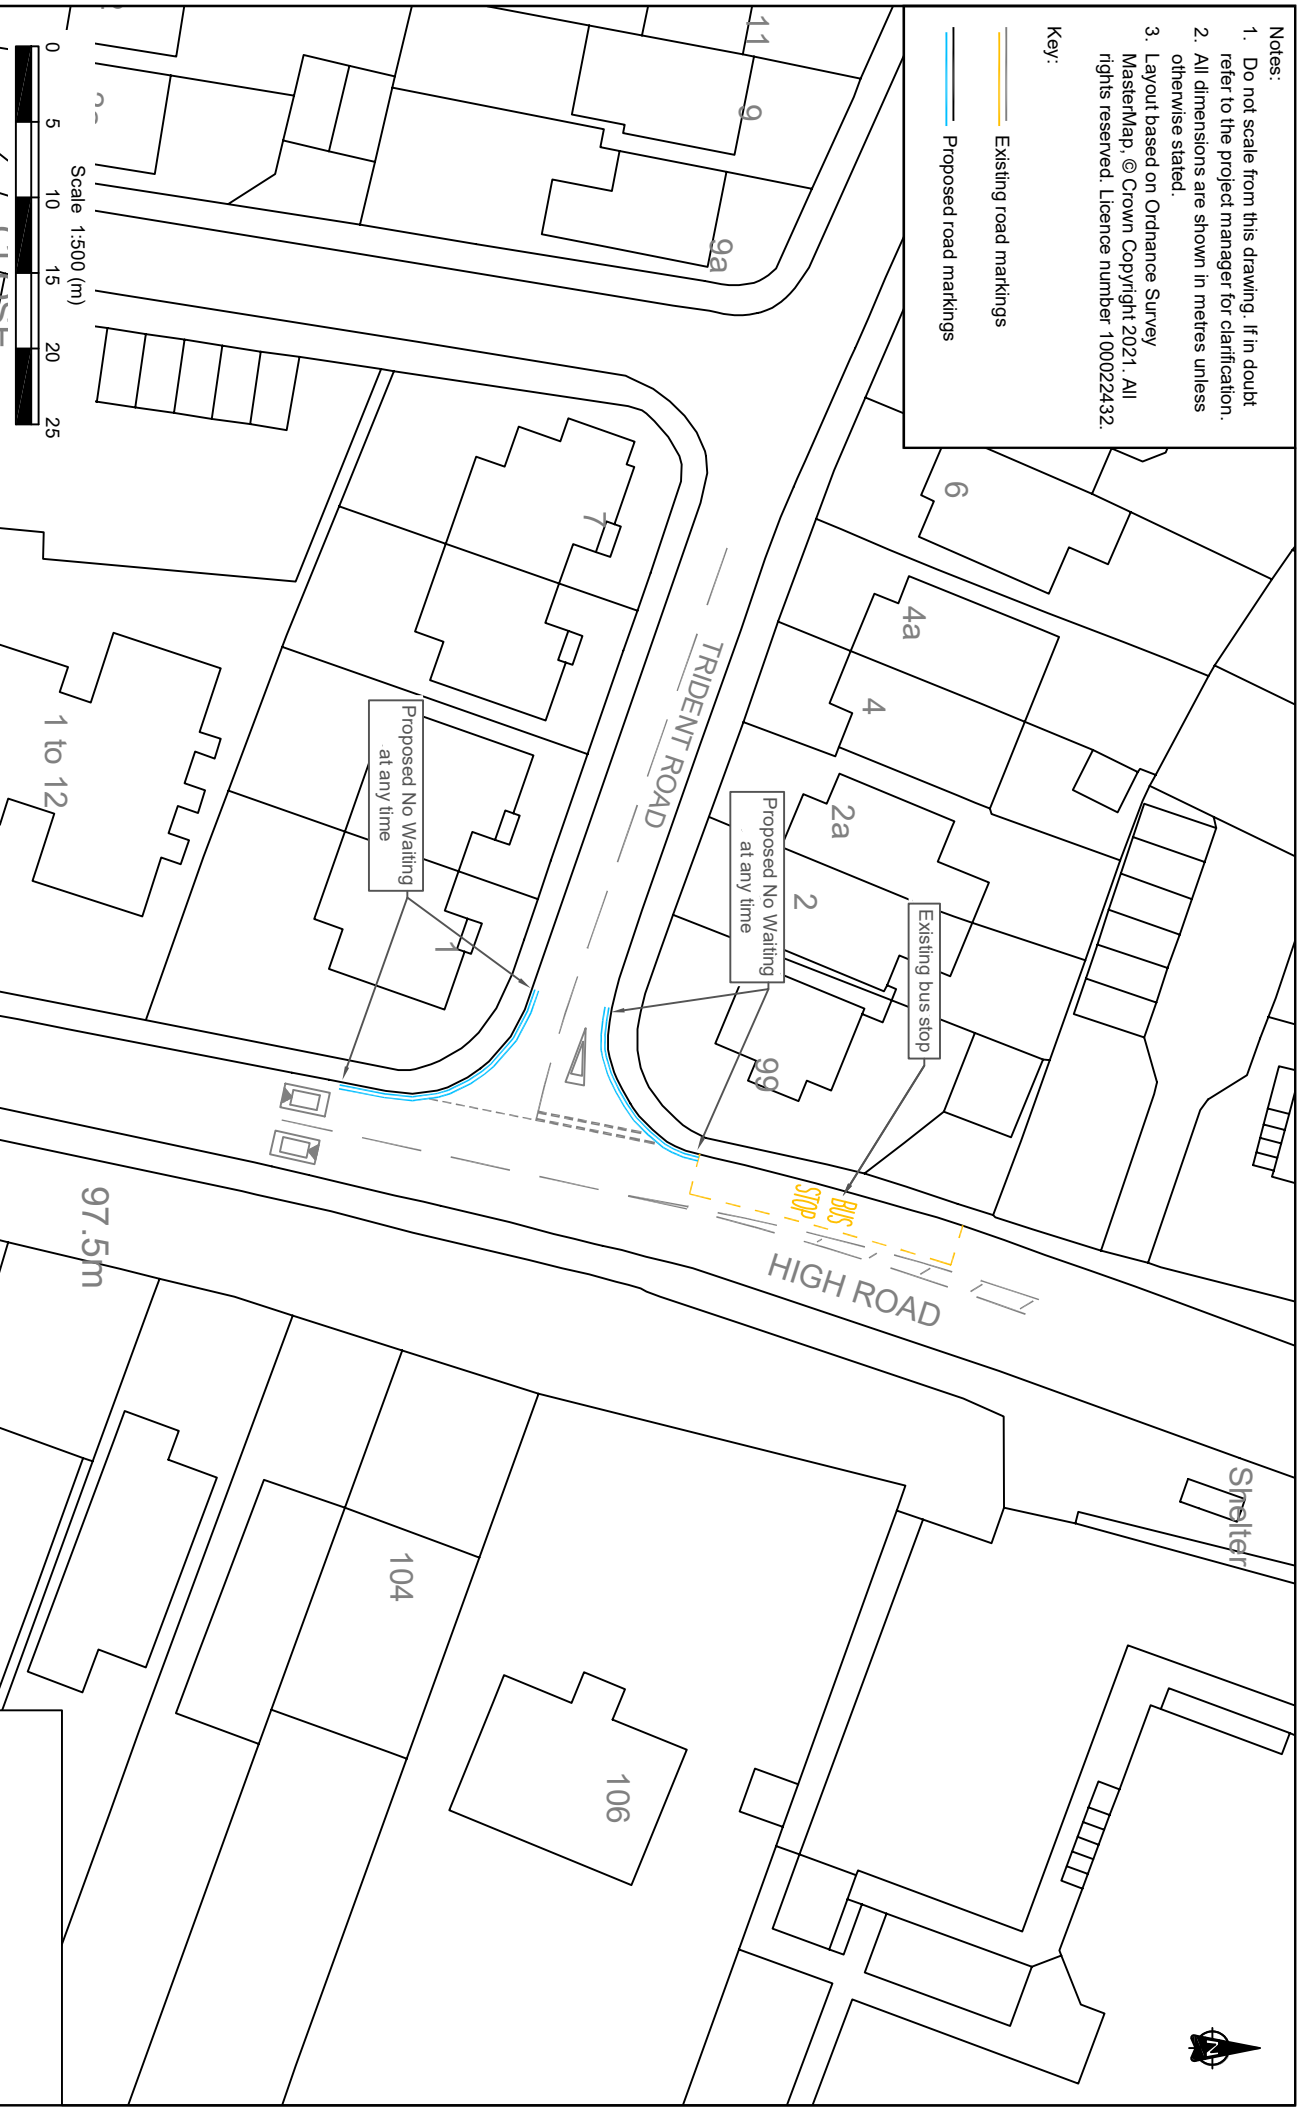 Notes:
1. Do not scale from this drawing. If in doubt
refer to the project manager for clarification.
2. All dimensions are shown in metres unless
otherwise stated.
3. Layout based on Ordnance Survey
MasterMap, © Crown Copyright 2021. All
rights reserved. Licence number 100022432.
Key:
Existing road markings
Proposed road markings
11
9
9a
6
4a
4
2a
2
99
7
1
1 to 12
TRIDENT ROAD
Proposed No Waiting
at any time
Proposed No Waiting
at any time
Existing bus stop
BUS
STOP
HIGH ROAD
97.5m
Shelter
104
106
N
Scale 1:500 (m)
0 5 10 15 20 25